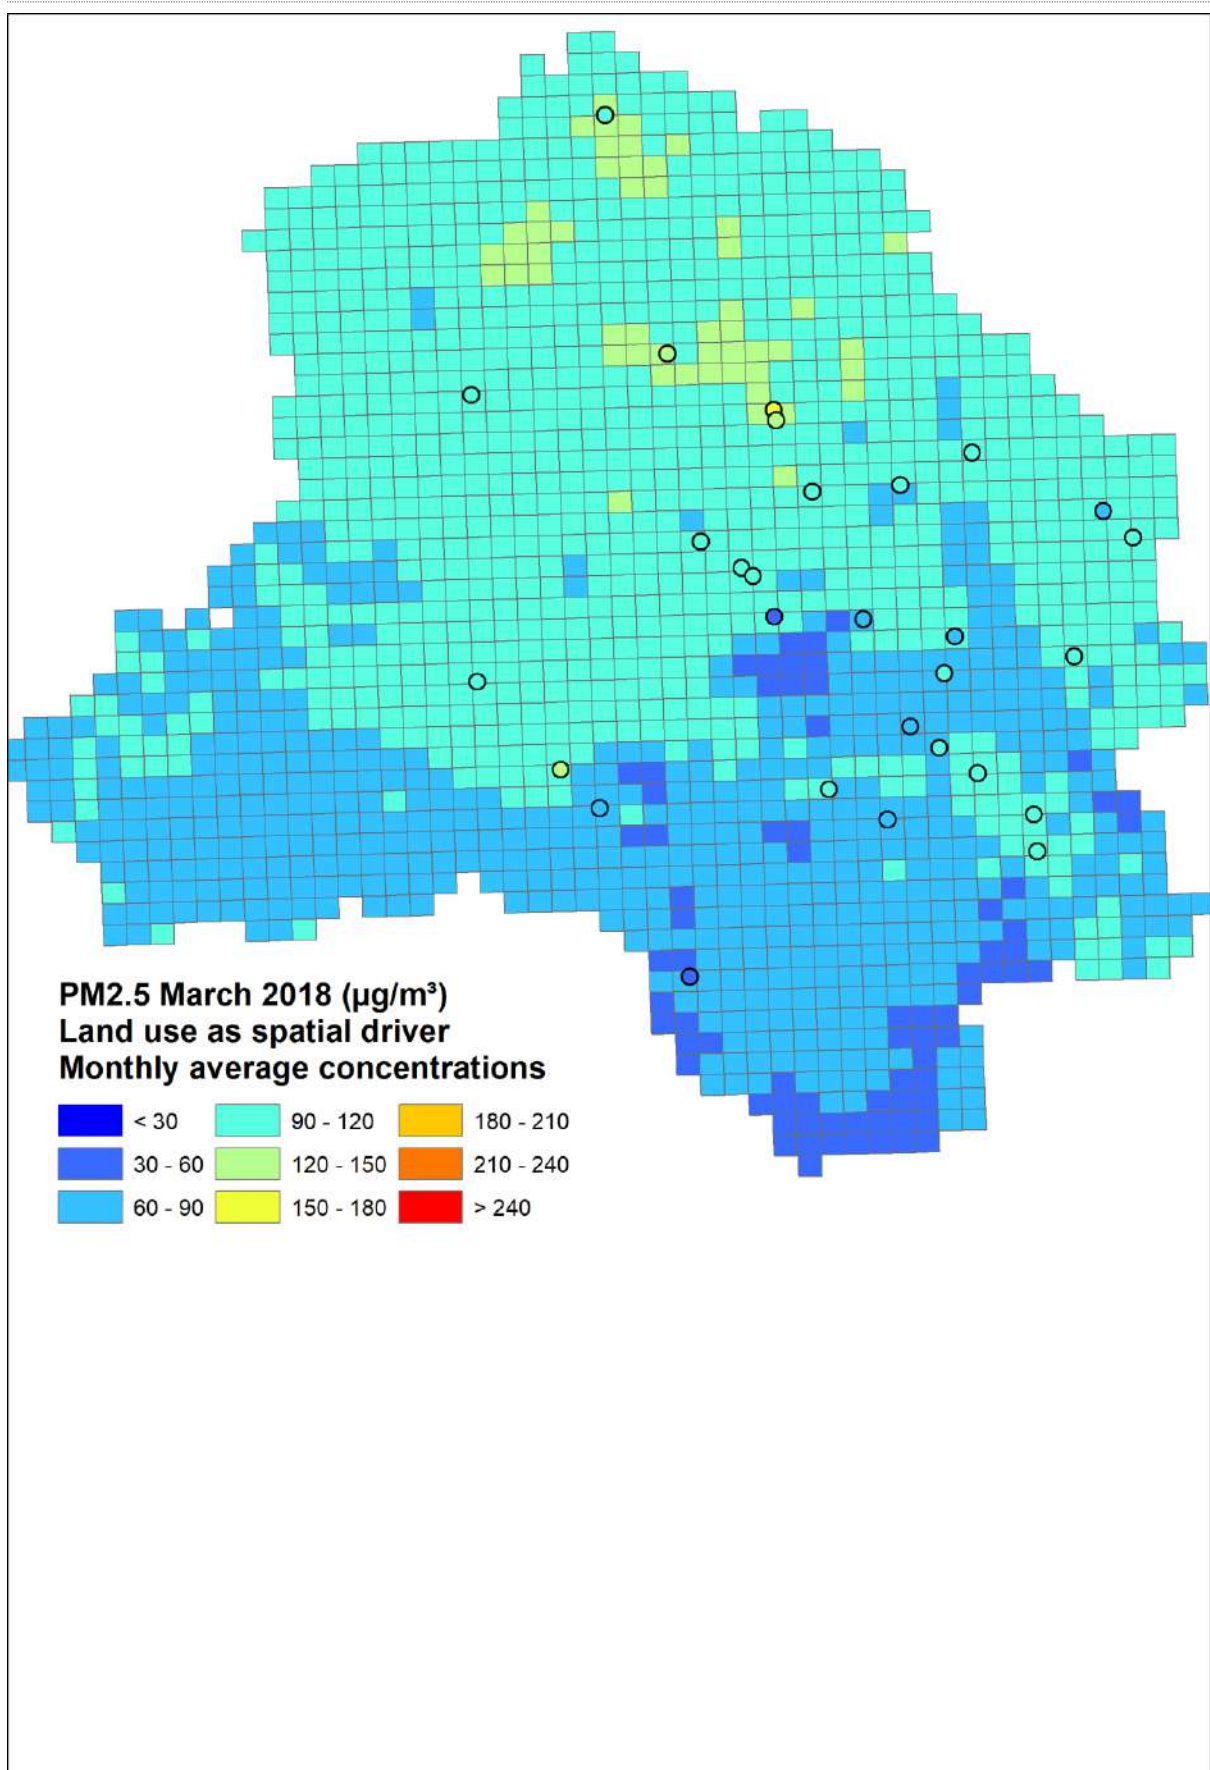 PM2.5 March 2018 (µg/m³)
Land use as spatial driver
Monthly average concentrations
< 30 90 - 120 180 - 210
30 - 60 120 - 150 210 - 240
60 - 90 150 - 180 > 240